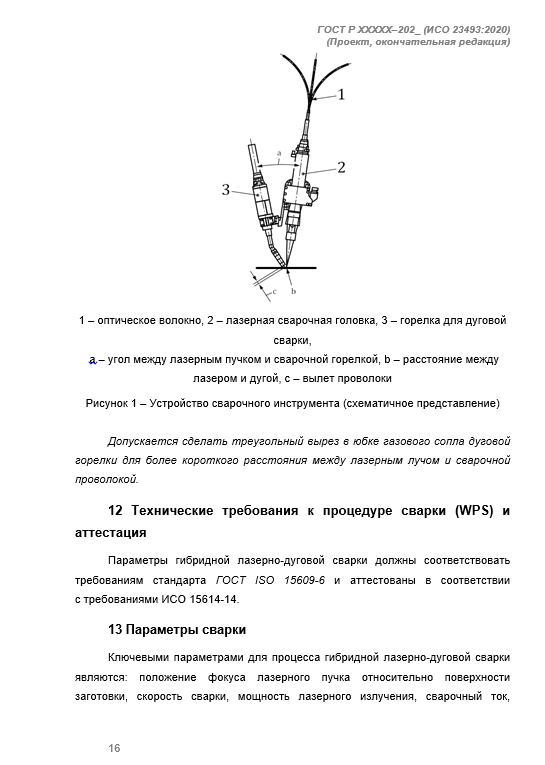 ГОСТ Р XXXXX–202_ (ИСО 23493:2020)
(Проект, окончательная редакция)
1
a
2
3
c
b
1 – оптическое волокно, 2 – лазерная сварочная головка, 3 – горелка для дуговой
сварки,
a – угол между лазерным пучком и сварочной горелкой, b – расстояние между
лазером и дугой, c – вылет проволоки
Рисунок 1 – Устройство сварочного инструмента (схематичное представление)
Допускается сделать треугольный вырез в юбке газового сопла дуговой
горелки для более короткого расстояния между лазерным лучом и сварочной
проволокой.
12 Технические требования к процедуре сварки (WPS) и
аттестация
Параметры гибридной лазерно-дуговой сварки должны соответствовать
требованиям стандарта ГОСТ ISO 15609-6 и аттестованы в соответствии
с требованиями ИСО 15614-14.
13 Параметры сварки
Ключевыми параметрами для процесса гибридной лазерно-дуговой сварки
являются: положение фокуса лазерного пучка относительно поверхности
заготовки, скорость сварки, мощность лазерного излучения, сварочный ток,
16